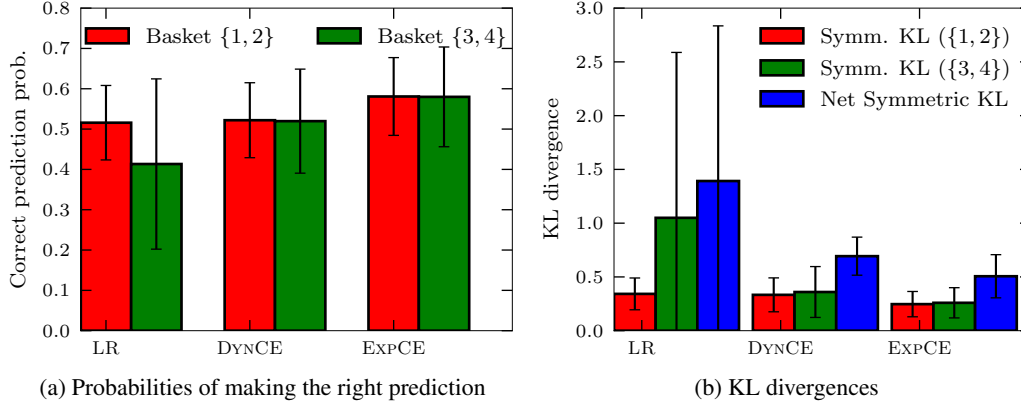 0.8
0.7
0.6
0.5
0.4
0.3
0.2
0.1
0.0
Correct prediction prob.
Basket {1, 2}
Basket {3, 4}
LR
DYNCE
EXPCE
(a) Probabilities of making the right prediction
3.0
2.5
2.0
1.5
1.0
0.5
0.0
KL divergence
Symm. KL ({1, 2})
Symm. KL ({3, 4})
Net Symmetric KL
LR
DYNCE
EXPCE
(b) KL divergences